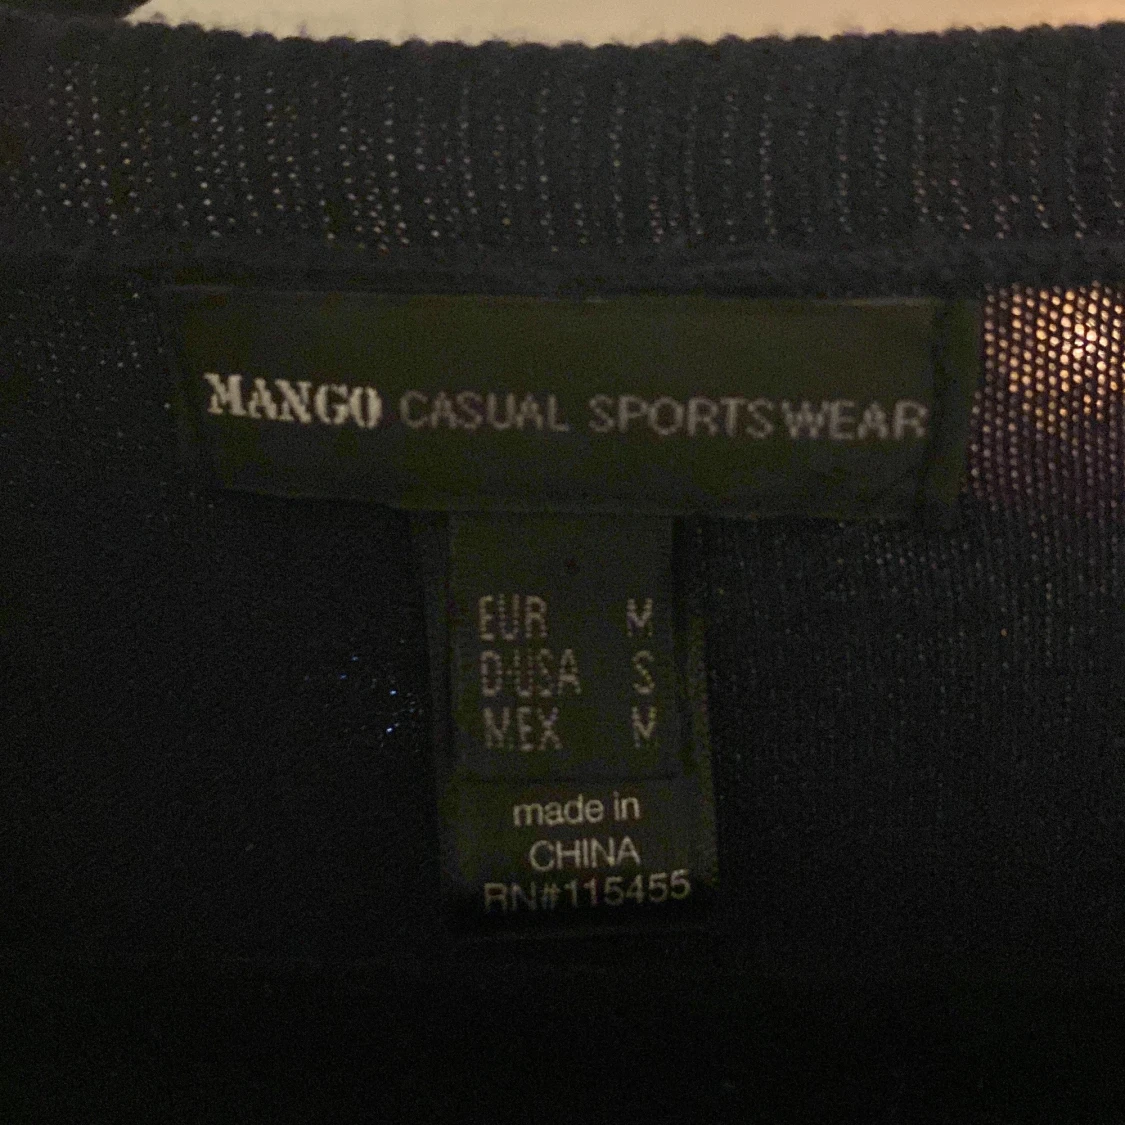 MANGO CASUAL SPORTSWEAR
EUR M
D-USA S
MEX M
made in
CHINA
RN#115455